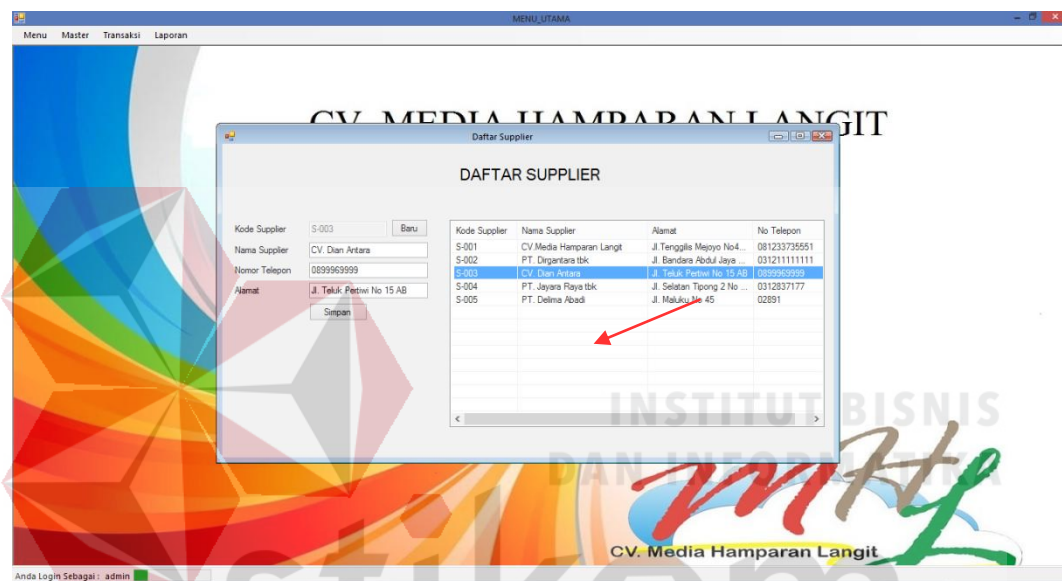 MENU_UTAMA
Menu Master Transaksi Laporan
CV. MEDIA HAMPARAN LANGIT
Daftar Supplier
DAFTAR SUPPLIER
Kode Supplier S-003 Baru
Nama Supplier CV. Dian Antara
Nomor Telepon 0899969999
Alamat Jl. Teluk Pertiwi No 15 AB
Simpan
Kode Supplier Nama Supplier Alamat No Telepon
S-001 CV.Media Hamparan Langit Jl.Tenggilis Mejoyo No4... 081233735551
S-002 PT. Dirgantara tbk Jl. Bandara Abdul Jaya ... 031211111111
S-003 CV. Dian Antara Jl. Teluk Pertiwi No 15 AB 0899969999
S-004 PT. Jayara Raya tbk Jl. Selatan Tipong 2 No ... 0312837177
S-005 PT. Delima Abadi Jl. Maluku No 45 02891
INSTITUT BISNIS
DAN INFORMATIKA
stikom
MHL
CV. Media Hamparan Langit
Anda Login Sebagai : admin